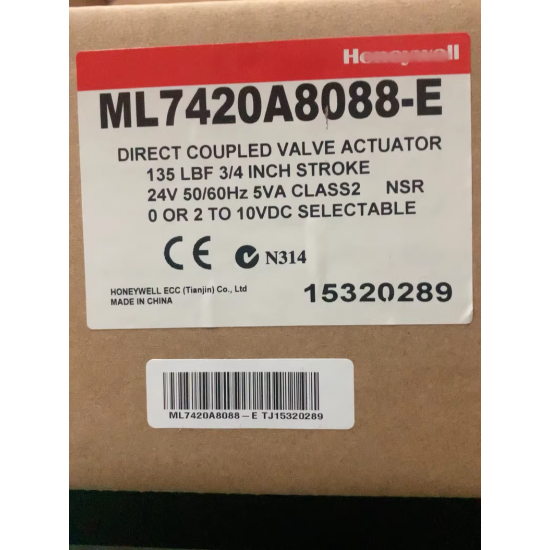 Honeywell
ML7420A8088-E
DIRECT COUPLED VALVE ACTUATOR
135 LBF 3/4 INCH STROKE
24V 50/60Hz 5VA CLASS2 NSR
0 OR 2 TO 10VDC SELECTABLE
CE N314
HONEYWELL ECC (Tianjin) Co., Ltd
MADE IN CHINA
15320289
ML7420A8088-E TJ15320289